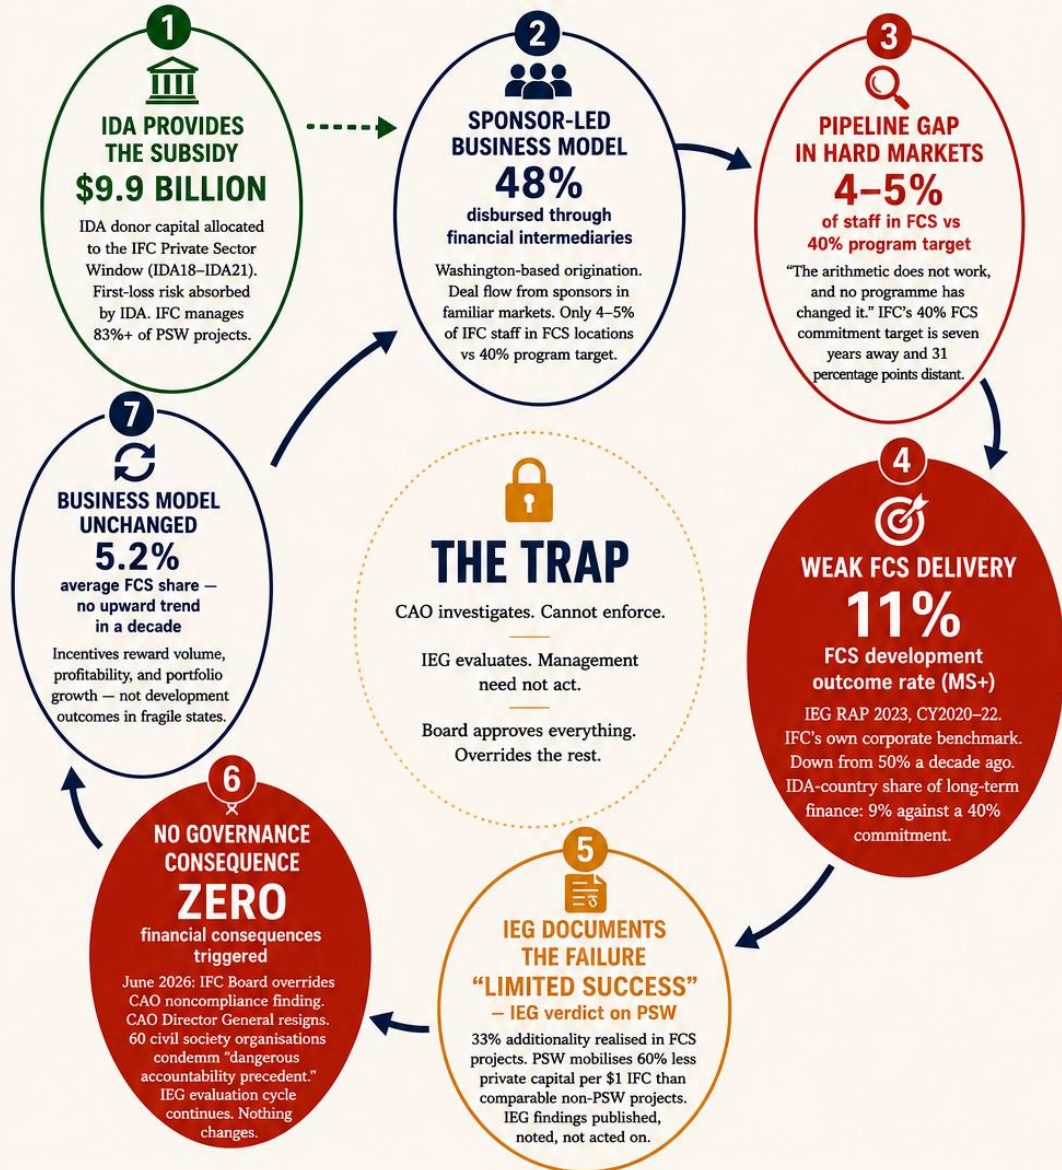 1
IDA PROVIDES
THE SUBSIDY
$9.9 BILLION
IDA donor capital allocated
to the IFC Private Sector
Window (IDA18–IDA21).
First-loss risk absorbed
by IDA. IFC manages
83%+ of PSW projects.
2
SPONSOR-LED
BUSINESS MODEL
48%
disbursed through
financial intermediaries
Washington-based origination.
Deal flow from sponsors in
familiar markets. Only 4–5%
of IFC staff in FCS locations
vs 40% program target.
3
PIPELINE GAP
IN HARD MARKETS
4–5%
of staff in FCS vs
40% program target
“The arithmetic does not work,
and no programme has
changed it.” IFC’s 40% FCS
commitment target is seven
years away and 31
percentage points distant.
4
WEAK FCS DELIVERY
11%
FCS development
outcome rate (MS+)
IEG RAP 2023, CY2020–22.
IFC’s own corporate benchmark.
Down from 50% a decade ago.
IDA-country share of long-term
finance: 9% against a 40%
commitment.
5
IEG DOCUMENTS
THE FAILURE
“LIMITED SUCCESS”
– IEG verdict on PSW
33% additionality realised in FCS
projects. PSW mobilises 60% less
private capital per $1 IFC than
comparable non-PSW projects.
IEG findings published,
noted, not acted on.
6
NO GOVERNANCE
CONSEQUENCE
ZERO
financial consequences
triggered
June 2026: IFC Board overrides
CAO noncompliance finding.
CAO Director General resigns.
60 civil society organisations
condemm “dangerous
accountability precedent.”
IEG evaluation cycle
continues. Nothing
changes.
7
BUSINESS MODEL
UNCHANGED
5.2%
average FCS share —
no upward trend
in a decade
Incentives reward volume,
profitability, and portfolio
growth — not development
outcomes in fragile states.
THE TRAP
CAO investigates. Cannot enforce.
IEG evaluates. Management
need not act.
Board approves everything.
Overrides the rest.